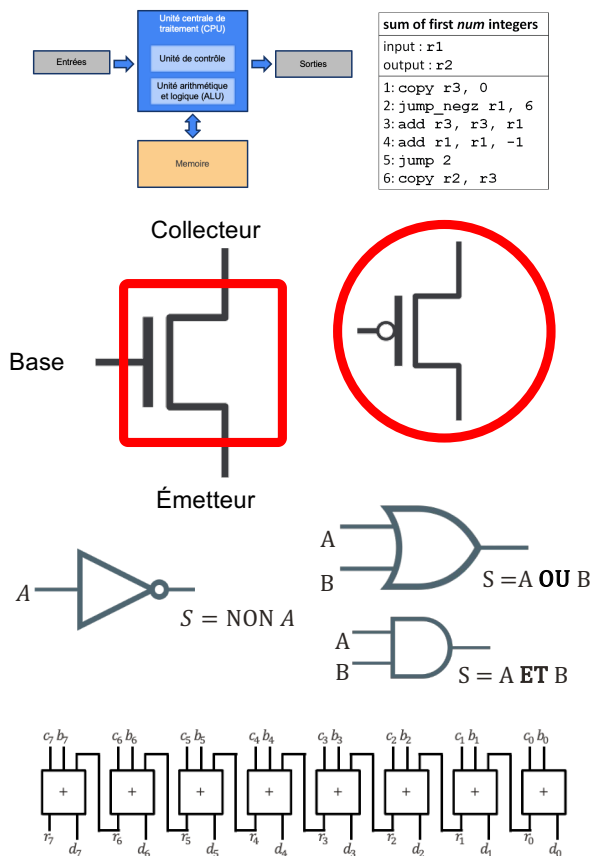 Unité centrale de
traitement (CPU)
Entrées
Unité de contrôle
Sorties
Unité arithmétique
et logique (ALU)
Memoire
sum of first num integers
input : r1
output : r2
1: copy r3, 0
2: jump_negz r1, 6
3: add r3, r3, r1
4: add r1, r1, -1
5: jump 2
6: copy r2, r3
Collecteur
Base
Émetteur
A
S = NON A
A
B
S =A OU B
A
B
S = A ET B
c7 b7 c6 b6 c5 b5 c4 b4 c3 b3 c2 b2 c1 b1 c0 b0
+ + + + + + + +
r7 d7 r6 d6 r5 d5 r4 d4 r3 d3 r2 d2 r1 d1 r0 d0